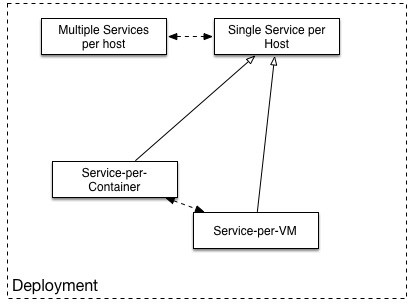 Multiple Services
per host
Single Service per
Host
Service-per-
Container
Service-per-VM
Deployment